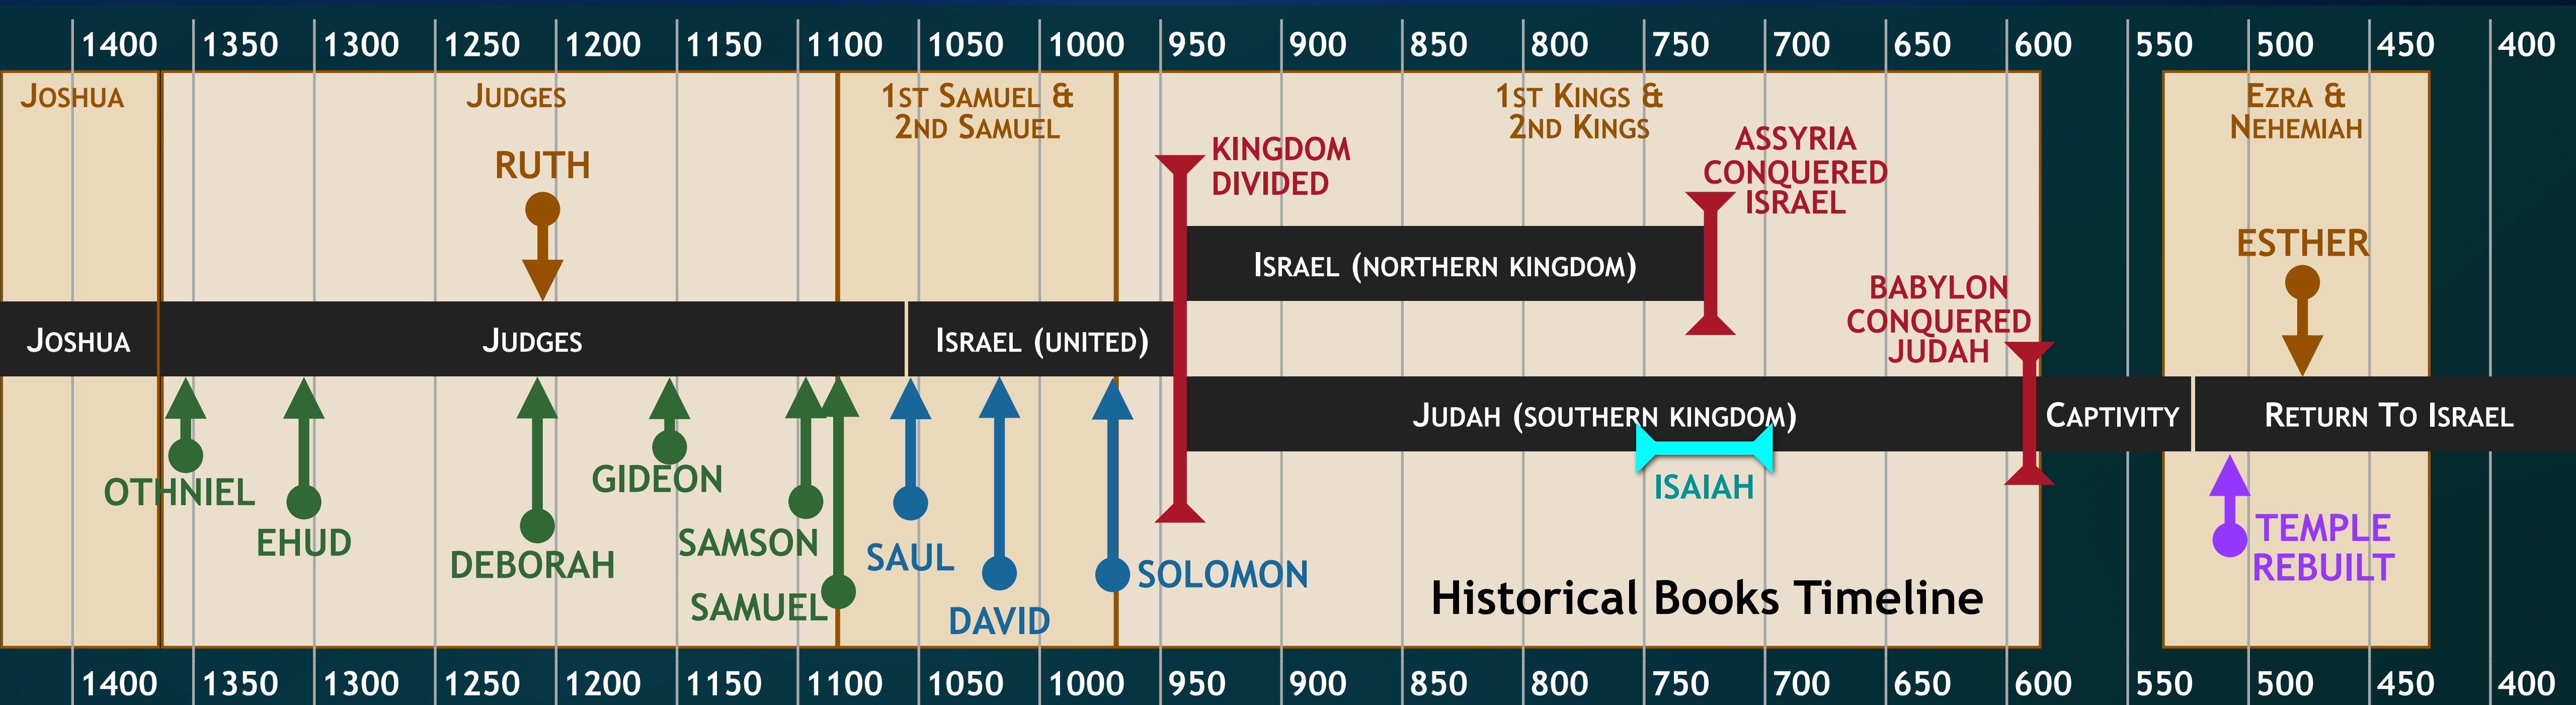 1400 1350 1300 1250 1200 1150 1100 1050 1000 950 900 850 800 750 700 650 600 550 500 450 400
Joshua
Judges
1st Samuel &
2nd Samuel
1st Kings &
2nd Kings
Ezra &
Nehemiah
RUTH
KINGDOM
DIVIDED
ASSYRIA
CONQUERED
ISRAEL
ESTHER
Israel (northern kingdom)
BABYLON
CONQUERED
JUDAH
Joshua
Judges
Israel (united)
Judah (southern kingdom)
Captivity
Return To Israel
OTHNIEL
EHUD
DEBORAH
GIDEON
SAMSON
SAMUEL
SAUL
DAVID
SOLOMON
ISAIAH
TEMPLE
REBUILT
Historical Books Timeline
1400 1350 1300 1250 1200 1150 1100 1050 1000 950 900 850 800 750 700 650 600 550 500 450 400